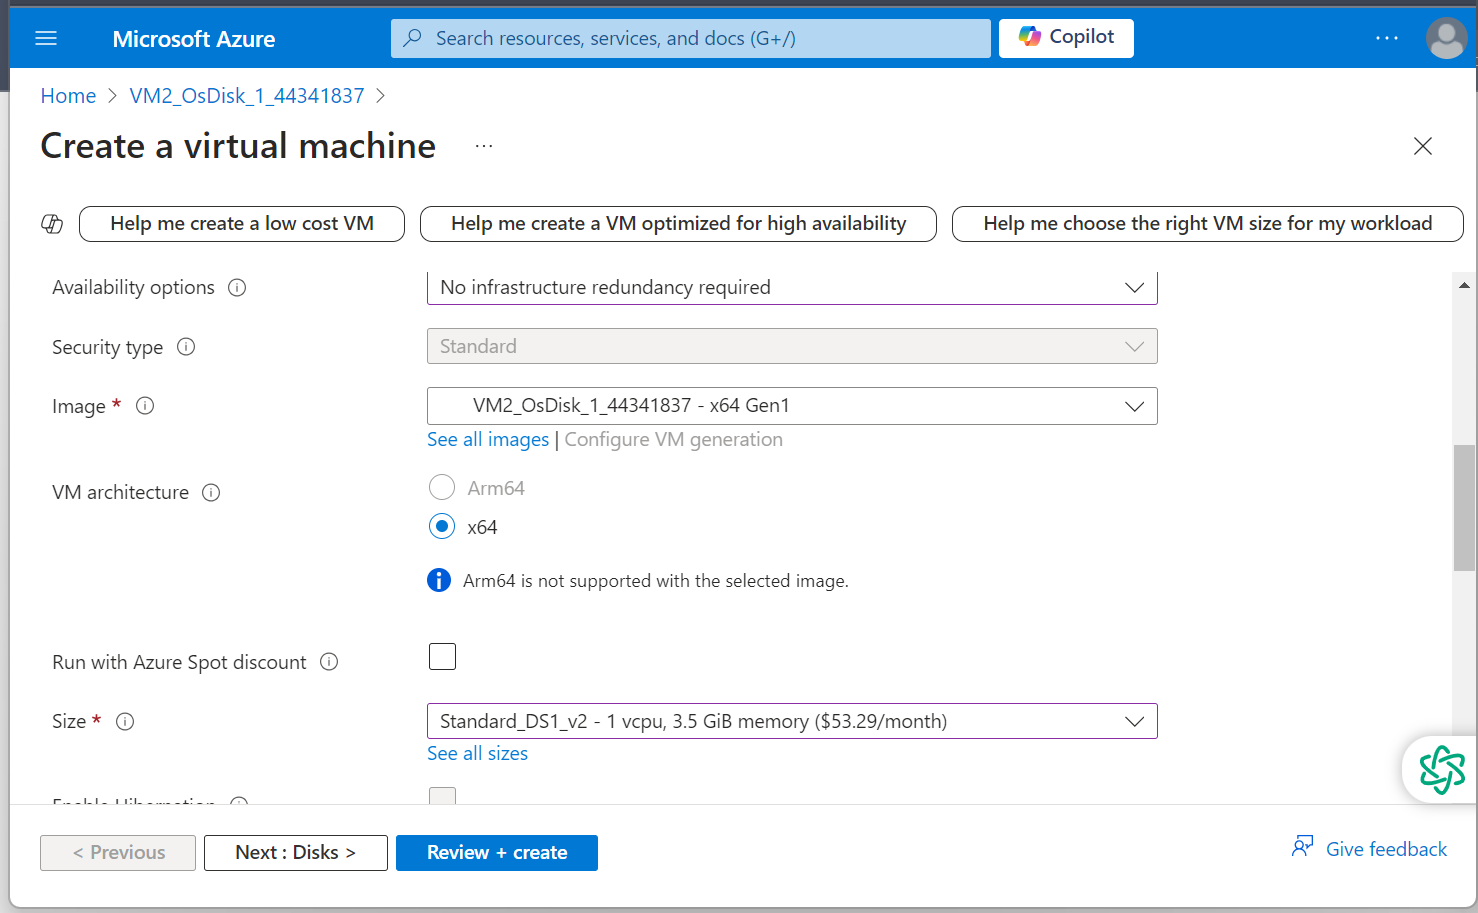 Microsoft Azure
Search resources, services, and docs (G+/)
Copilot
Home > VM2_OsDisk_1_44341837 >
Create a virtual machine ...
Help me create a low cost VM
Help me create a VM optimized for high availability
Help me choose the right VM size for my workload
Availability options
No infrastructure redundancy required
Security type
Standard
Image *
VM2_OsDisk_1_44341837 - x64 Gen1
See all images | Configure VM generation
VM architecture
Arm64
x64
Arm64 is not supported with the selected image.
Run with Azure Spot discount
Size *
Standard_DS1_v2 - 1 vcpu, 3.5 GiB memory ($53.29/month)
See all sizes
Enable Hibernation
< Previous
Next : Disks >
Review + create
Give feedback